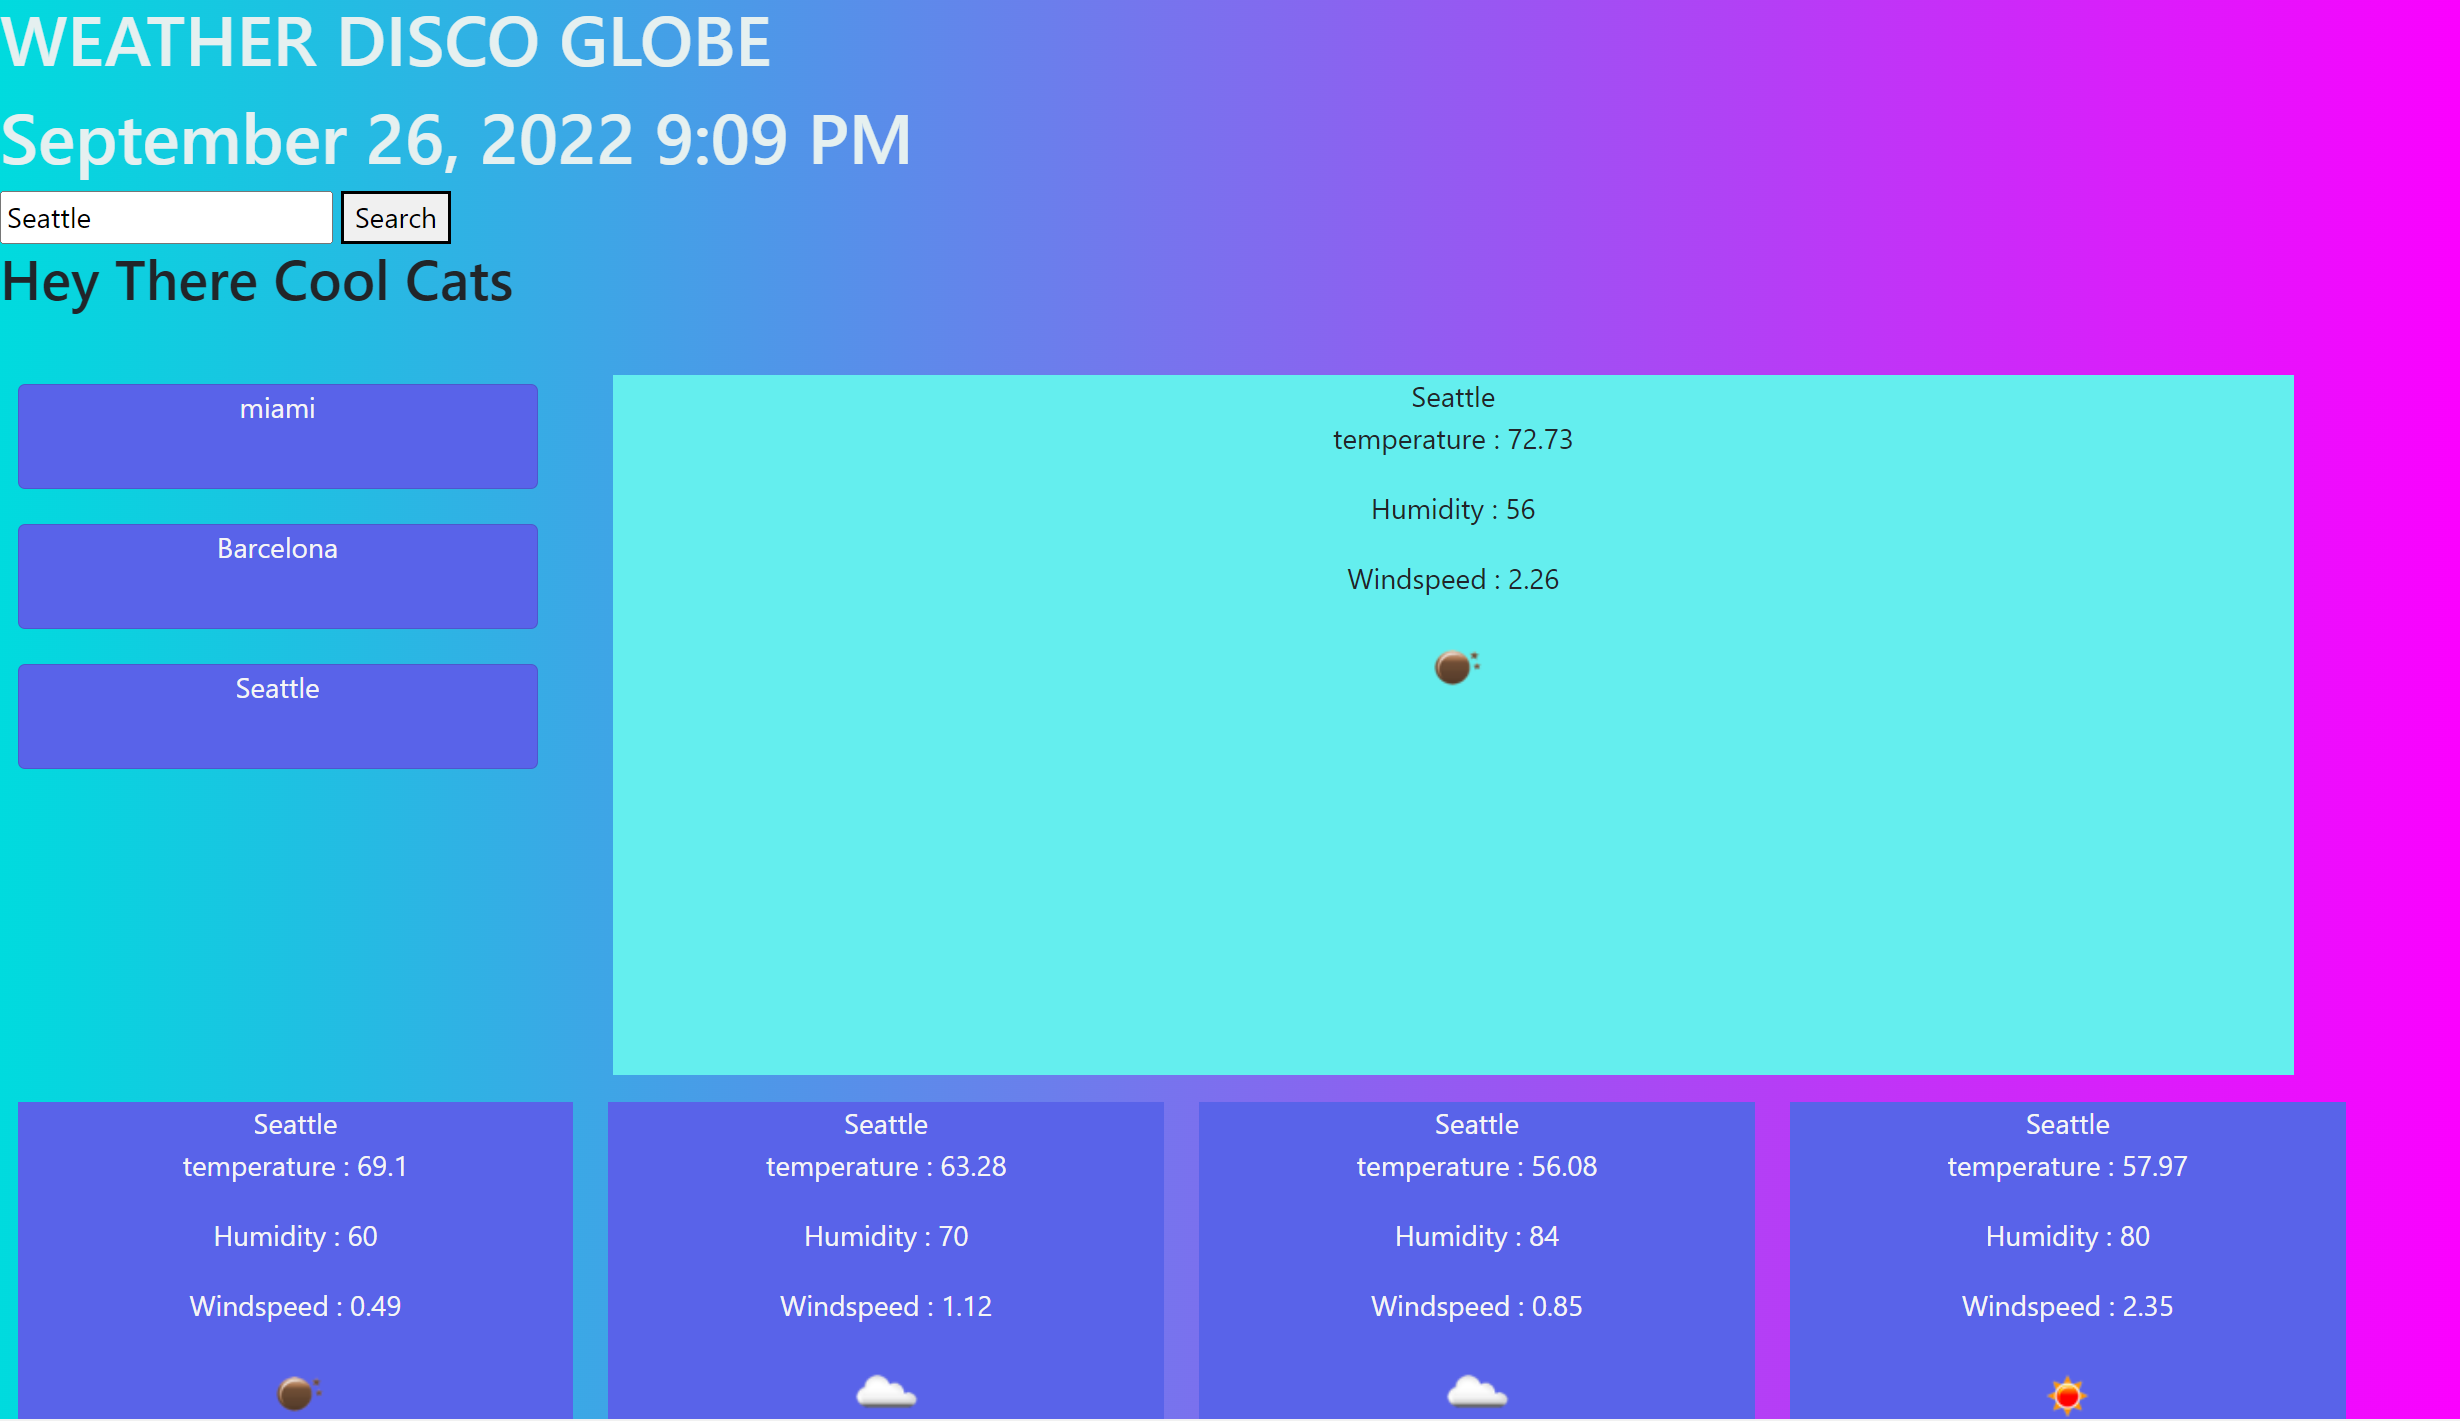 WEATHER DISCO GLOBE
September 26, 2022 9:09 PM
Seattle Search
Hey There Cool Cats
miami
Barcelona
Seattle
Seattle
temperature : 72.73
Humidity : 56
Windspeed : 2.26
Seattle
temperature : 69.1
Humidity : 60
Windspeed : 0.49
Seattle
temperature : 63.28
Humidity : 70
Windspeed : 1.12
Seattle
temperature : 56.08
Humidity : 84
Windspeed : 0.85
Seattle
temperature : 57.97
Humidity : 80
Windspeed : 2.35